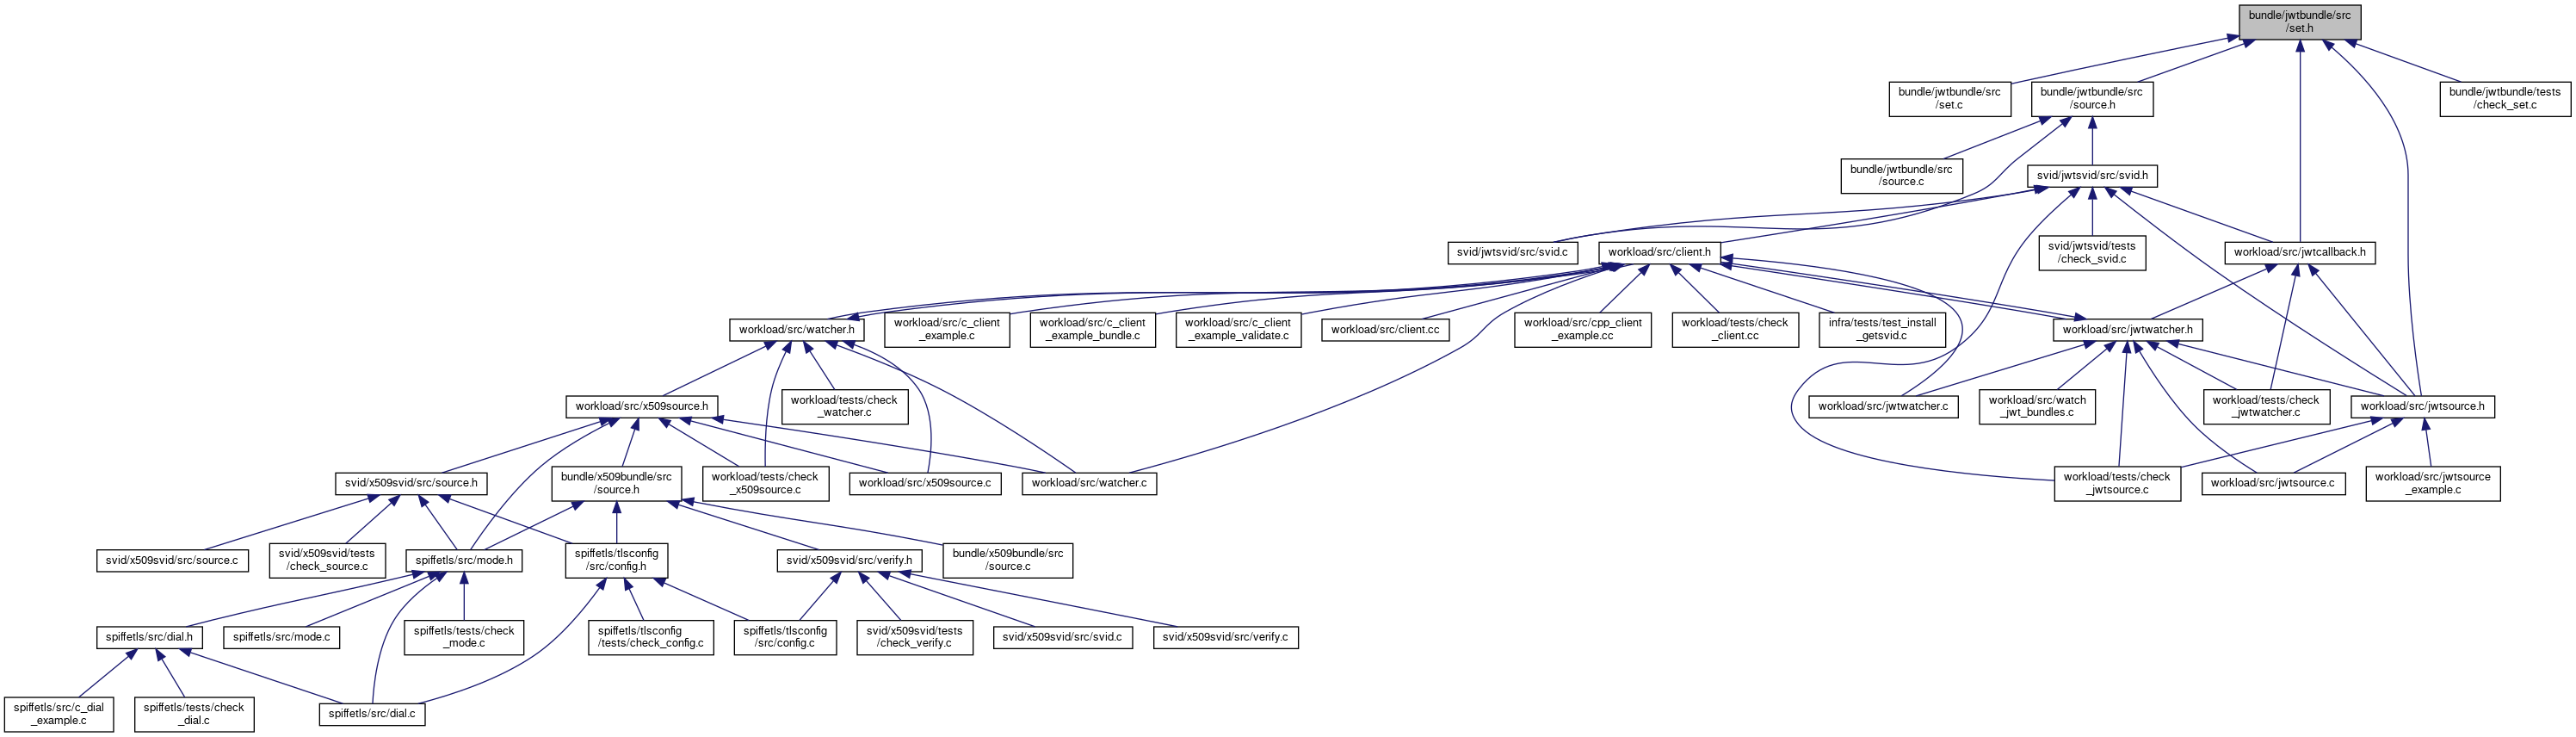 bundle/jwtbundle/src
/set.h
bundle/jwtbundle/src
/set.c
bundle/jwtbundle/src
/source.h
bundle/jwtbundle/tests
/check_set.c
bundle/jwtbundle/src
/source.c
svid/jwtsvid/src/svid.h
svid/jwtsvid/src/svid.c
workload/src/client.h
svid/jwtsvid/tests
/check_svid.c
workload/src/jwtcallback.h
workload/src/watcher.h
workload/src/c_client
_example.c
workload/src/c_client
_example_bundle.c
workload/src/c_client
_example_validate.c
workload/src/client.cc
workload/src/cpp_client
_example.cc
workload/tests/check
_client.cc
infra/tests/test_install
_getsvid.c
workload/src/jwtwatcher.h
workload/src/x509source.h
workload/tests/check
_watcher.c
workload/src/jwtwatcher.c
workload/src/watch
_jwt_bundles.c
workload/tests/check
_jwtwatcher.c
workload/src/jwtsource.h
svid/x509svid/src/source.h
bundle/x509bundle/src
/source.h
workload/tests/check
_x509source.c
workload/src/x509source.c
workload/src/watcher.c
workload/tests/check
_jwtsource.c
workload/src/jwtsource.c
workload/src/jwtsource
_example.c
svid/x509svid/src/source.c
svid/x509svid/tests
/check_source.c
spiffetls/src/mode.h
spiffetls/tlsconfig
/src/config.h
svid/x509svid/src/verify.h
bundle/x509bundle/src
/source.c
spiffetls/src/dial.h
spiffetls/src/mode.c
spiffetls/tests/check
_mode.c
spiffetls/tlsconfig
/tests/check_config.c
spiffetls/tlsconfig
/src/config.c
svid/x509svid/tests
/check_verify.c
svid/x509svid/src/svid.c
svid/x509svid/src/verify.c
spiffetls/src/c_dial
_example.c
spiffetls/tests/check
_dial.c
spiffetls/src/dial.c